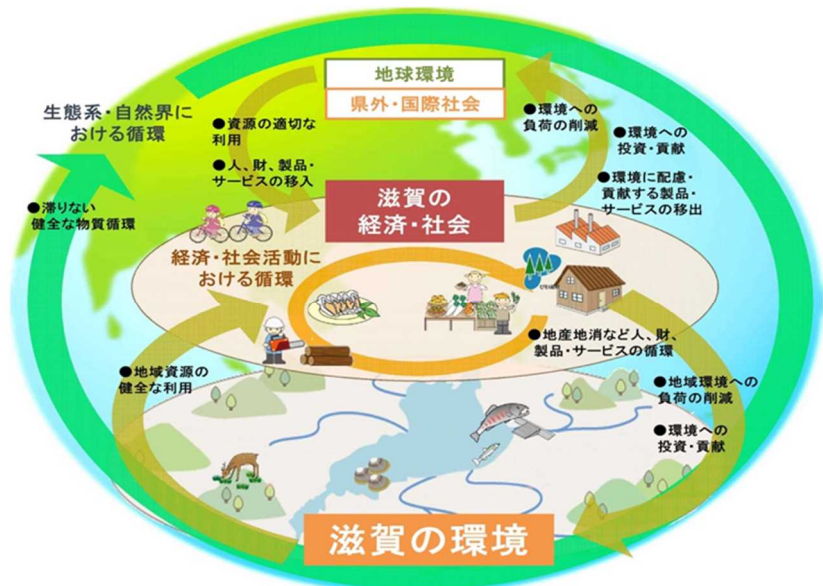 地球環境
県外・国際社会
生態系・自然界に
おける循環
●資源の適切な
利用
●人、財、製品・
サービスの移入
●環境への
負荷の削減
●環境への
投資・貢献
●環境に配慮・
貢献する製品・
サービスの移出
●滞りない
健全な物質循環
滋賀の
経済・社会
経済・社会活動に
おける循環
●地産地消など人、財、
製品・サービスの循環
●地域資源の
健全な利用
●地域環境への
負荷の削減
●環境への
投資・貢献
滋賀の環境